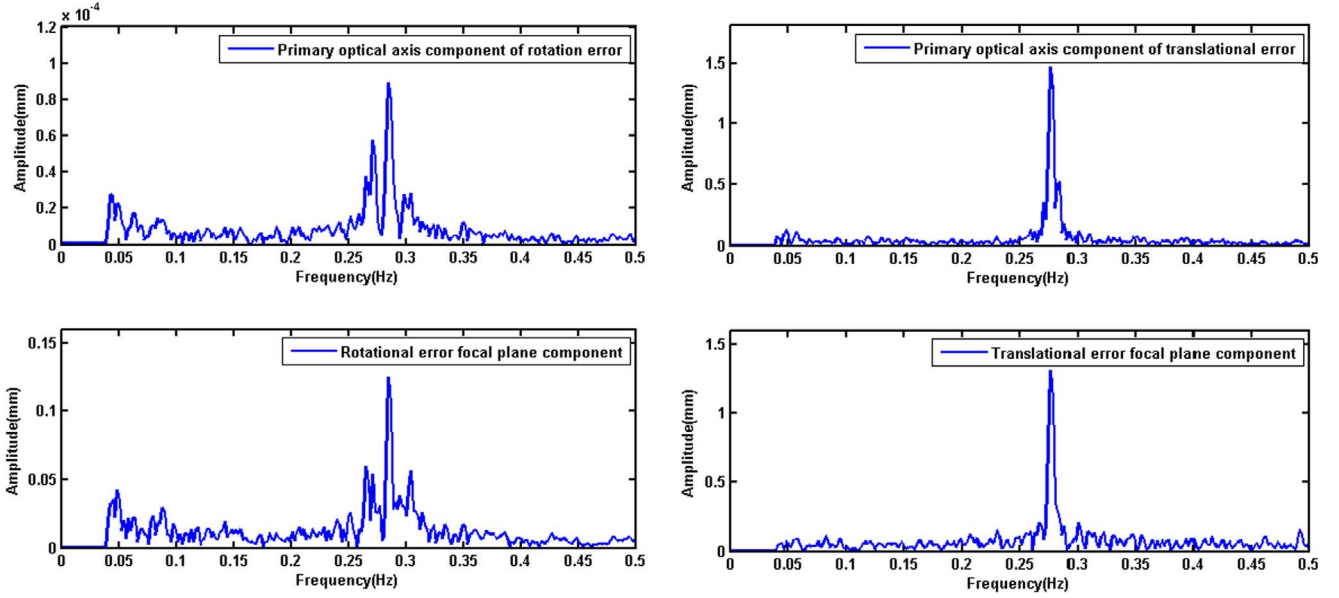 × 10⁻⁴
Primary optical axis component of rotation error
Amplitude(mm)
1.2
1
0.8
0.6
0.4
0.2
0
0 0.05 0.1 0.15 0.2 0.25 0.3 0.35 0.4 0.45 0.5
Frequency(Hz)
Primary optical axis component of translational error
Amplitude(mm)
1.5
1
0.5
0
0 0.05 0.1 0.15 0.2 0.25 0.3 0.35 0.4 0.45 0.5
Frequency(Hz)
Rotational error focal plane component
Amplitude(mm)
0.15
0.1
0.05
0
0 0.05 0.1 0.15 0.2 0.25 0.3 0.35 0.4 0.45 0.5
Frequency(Hz)
Translational error focal plane component
Amplitude(mm)
1.5
1
0.5
0
0 0.05 0.1 0.15 0.2 0.25 0.3 0.35 0.4 0.45 0.5
Frequency(Hz)